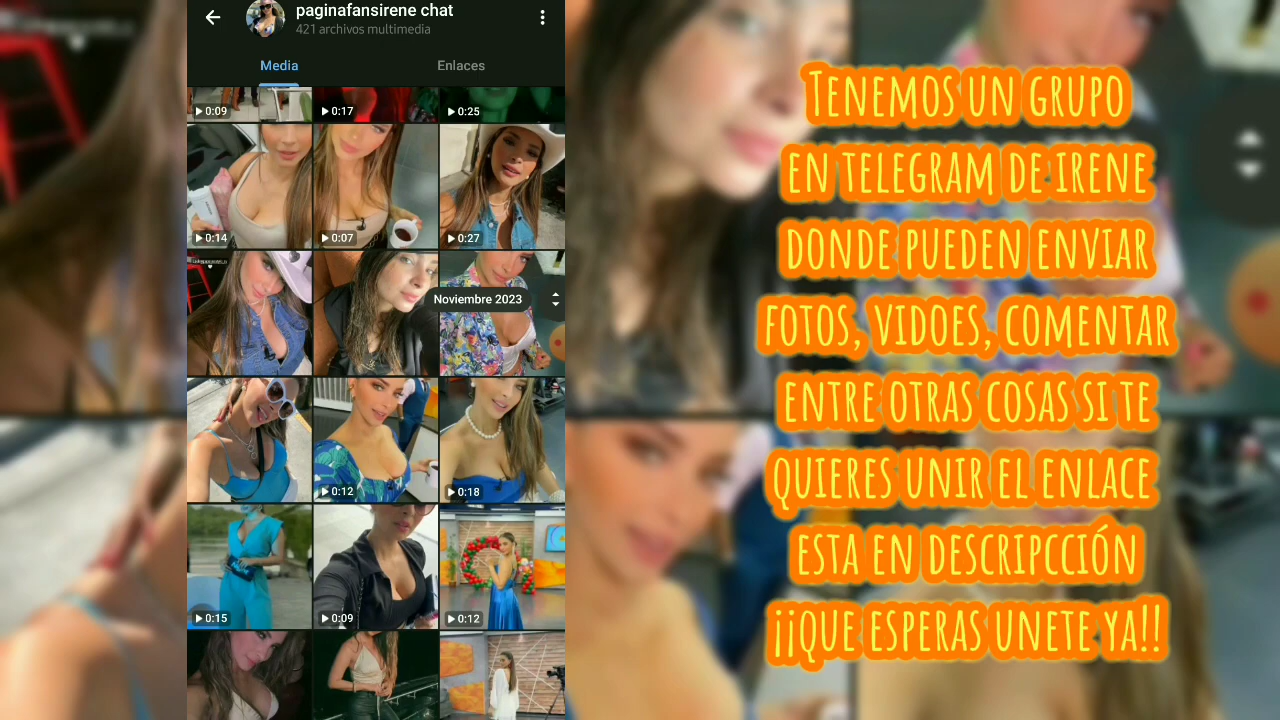 paginafansirene chat
421 archivos multimedia
Media
Enlaces
0:09
0:17
0:25
0:14
0:07
0:27
Noviembre 2023
0:12
0:18
0:15
0:09
0:12
TENEMOS UN GRUPO
EN TELEGRAM DE IRENE
DONDE PUEDEN ENVIAR
FOTOS, VIDOES, COMENTAR
ENTRE OTRAS COSAS SI TE
QUIERES UNIR EL ENLACE
ESTA EN DESCRIPCCIÓN
¡¡QUE ESPERAS UNETE YA!!